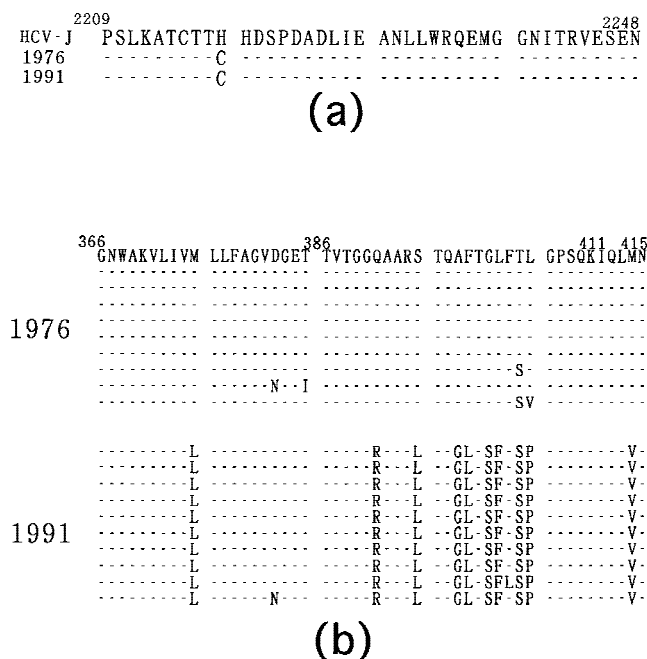 2209 2248
HCV-J PSLKATCTTH HDSPDADLIE ANLLWRQEMG GNITRVESEN
1976 ---------C ---------- ---------- ----------
1991 ---------C ---------- ---------- ----------
(a)
366 386 411 415
GNWAKVLIVM LLFAGVDGET TVTGGQAARS TQAFTGLFTL GPSQKIQLMN
---------- ---------- ---------- ---------- ----------
---------- ---------- ---------- ---------- ----------
---------- ---------- ---------- ---------- ----------
---------- ---------- ---------- ---------- ----------
1976 ---------- ---------- ---------- ---------- ----------
---------- ---------- ---------- ---------- ----------
---------- ---------- ---------- --------S- ----------
---------- ------N--I ---------- ---------- ----------
---------- ---------- ---------- --------SV ----------
---------L ---------- -----R---L --GL-SF-SP --------V-
---------L ---------- -----R---L --GL-SF-SP --------V-
---------L ---------- -----R---L --GL-SF-SP --------V-
---------L ---------- -----R---L --GL-SF-SP --------V-
---------L ---------- -----R---L --GL-SF-SP --------V-
1991 ---------L ---------- -----R---L --GL-SF-SP --------V-
---------L ---------- -----R---L --GL-SF-SP --------V-
---------L ---------- -----R---L --GL-SF-SP --------V-
---------L ---------- -----R---L --GL-SFLSP --------V-
---------L ------N--- -----R---L --GL-SF-SP --------V-
(b)